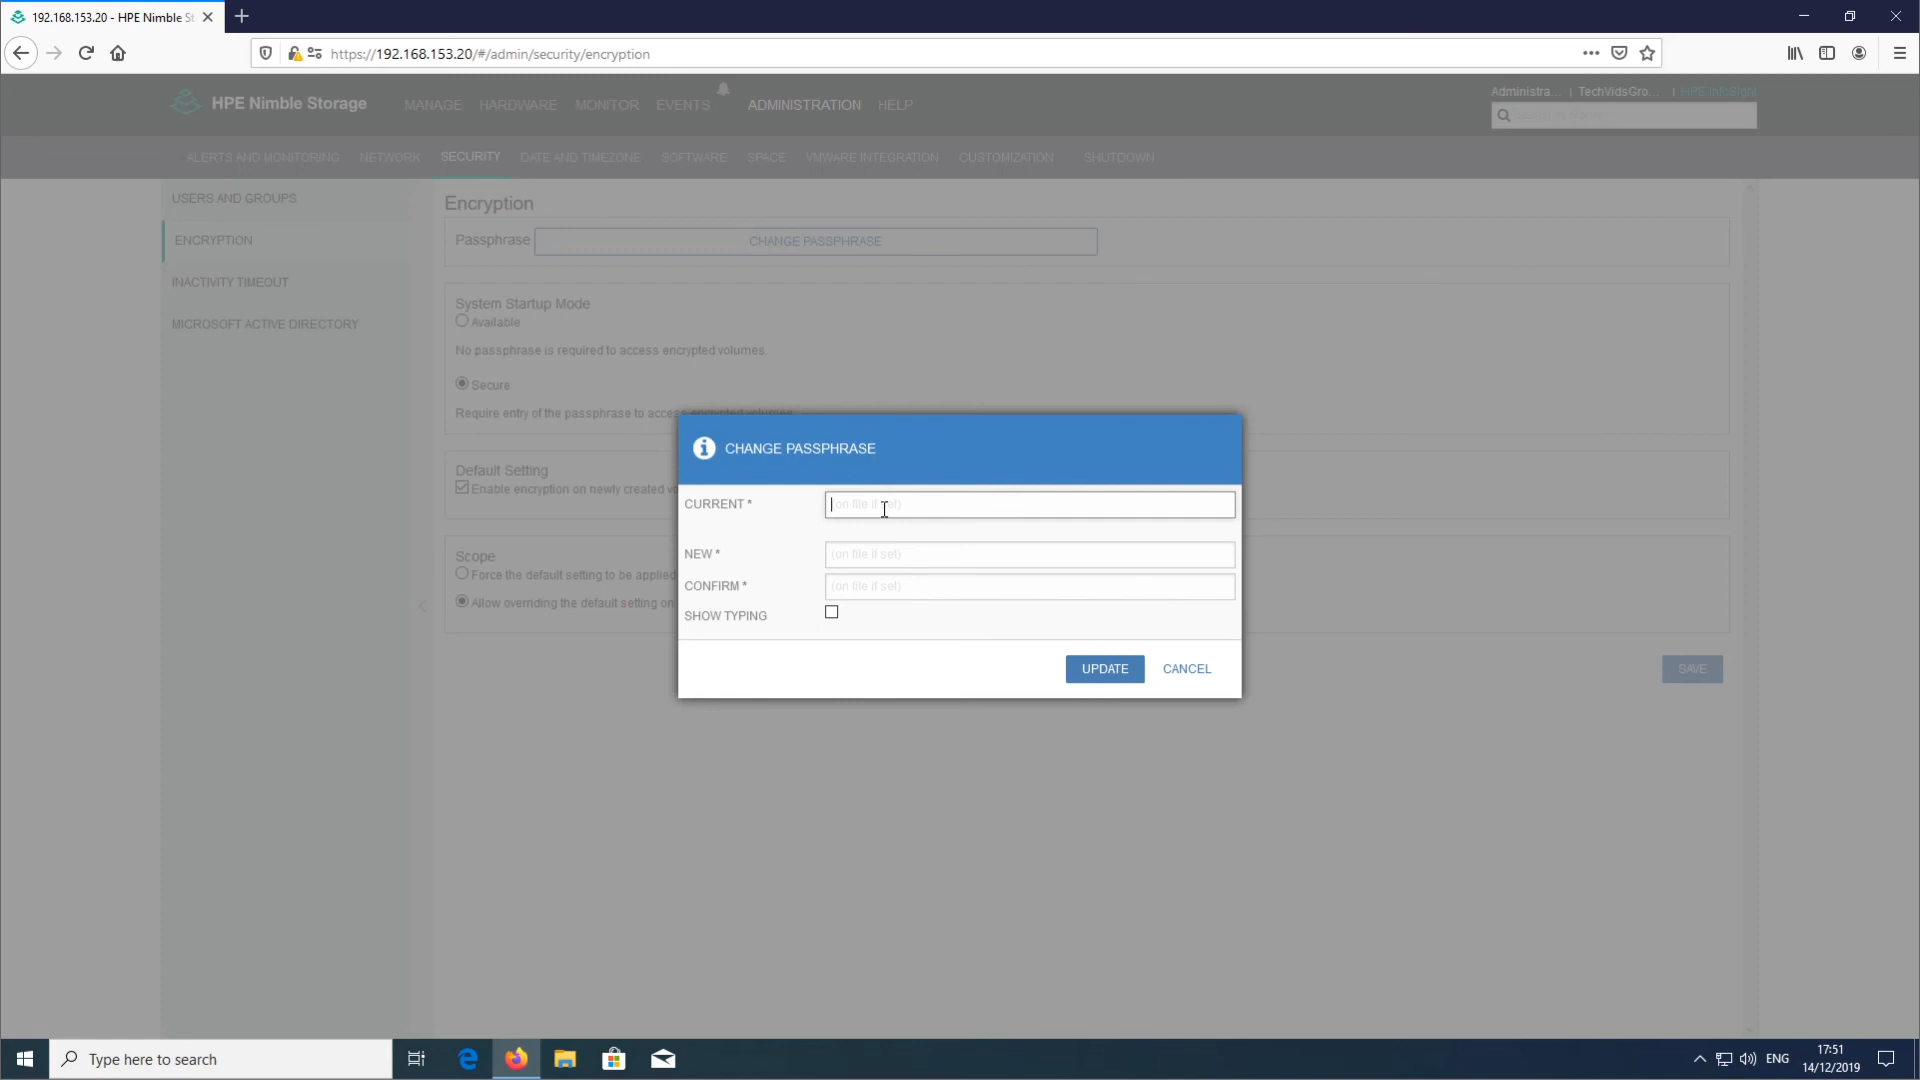 192.168.153.20 - HPE Nimble St
https://192.168.153.20/#/admin/security/encryption
HPE Nimble Storage
MANAGE HARDWARE MONITOR EVENTS ADMINISTRATION HELP
Administra... | TechVidsGro... | HPE InfoSight
ALERTS AND MONITORING NETWORK SECURITY DATE AND TIMEZONE SOFTWARE SPACE VMWARE INTEGRATION CUSTOMIZATION SHUTDOWN
USERS AND GROUPS
ENCRYPTION
INACTIVITY TIMEOUT
MICROSOFT ACTIVE DIRECTORY
Encryption
Passphrase CHANGE PASSPHRASE
System Startup Mode
Available
No passphrase is required to access encrypted volumes.
Secure
Require entry of the passphrase to access encrypted volumes.
Default Setting
Enable encryption on newly created vo
Scope
Force the default setting to be applied
Allow overriding the default setting on
SAVE
CHANGE PASSPHRASE
CURRENT * (on file if set)
NEW * (on file if set)
CONFIRM * (on file if set)
SHOW TYPING
UPDATE CANCEL
Type here to search
ENG
17:51
14/12/2019